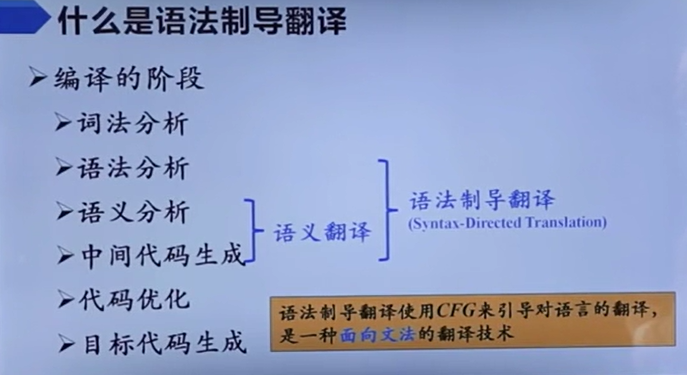 什么是语法制导翻译
➢编译的阶段
➢词法分析
➢语法分析
➢语义分析
➢中间代码生成
➢代码优化
➢目标代码生成
语义翻译
语法制导翻译
(Syntax-Directed Translation)
语法制导翻译使用CFG来引导对语言的翻译，
是一种面向文法的翻译技术